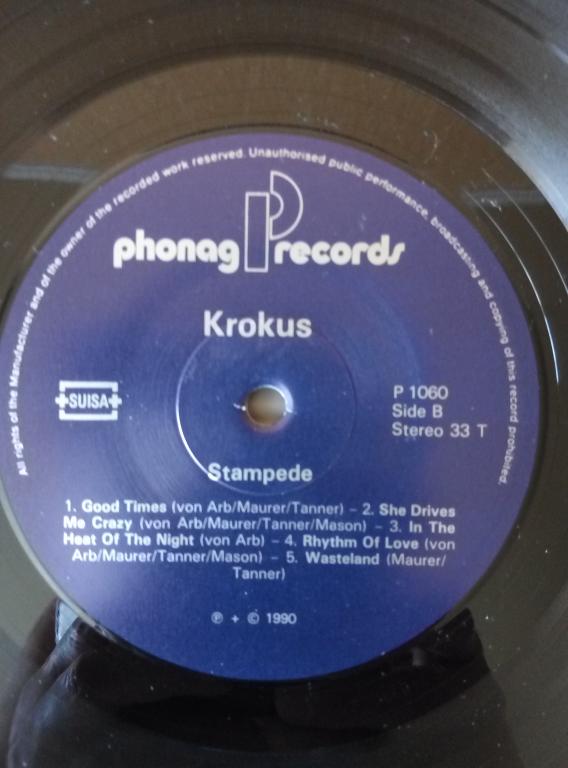 All rights of the Manufacturer and of the owner of the recorded work reserved. Unauthorised public performance, broadcasting and copying of this record prohibited.
phonag records
Krokus
SUISA
P 1060
Side B
Stereo 33 T
Stampede
1. Good Times (von Arb/Maurer/Tanner) – 2. She Drives
Me Crazy (von Arb/Maurer/Tanner/Mason) – 3. In The
Heat Of The Night (von Arb) – 4. Rhythm Of Love (von
Arb/Maurer/Tanner/Mason) – 5. Wasteland (Maurer/
Tanner)
℗ + © 1990